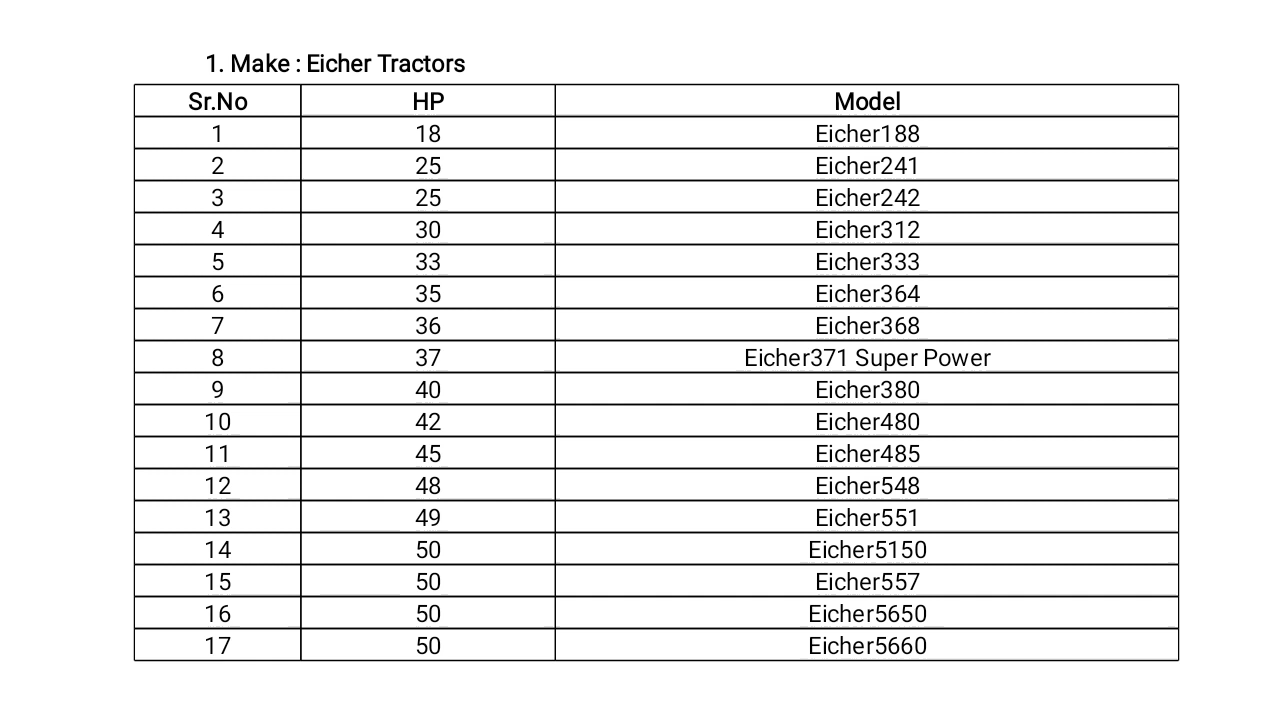 1. Make : Eicher Tractors
Sr.No HP Model
1 18 Eicher188
2 25 Eicher241
3 25 Eicher242
4 30 Eicher312
5 33 Eicher333
6 35 Eicher364
7 36 Eicher368
8 37 Eicher371 Super Power
9 40 Eicher380
10 42 Eicher480
11 45 Eicher485
12 48 Eicher548
13 49 Eicher551
14 50 Eicher5150
15 50 Eicher557
16 50 Eicher5650
17 50 Eicher5660